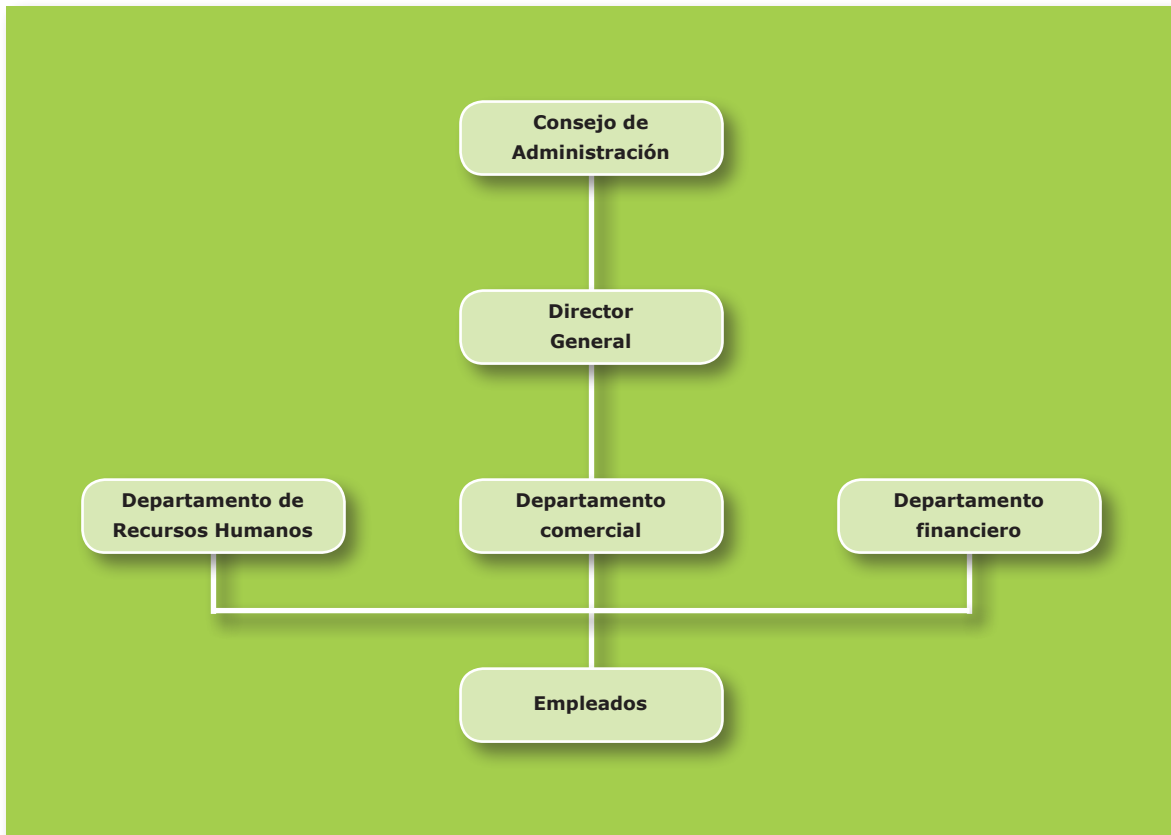 Consejo de
Administración
Director
General
Departamento de
Recursos Humanos
Departamento
comercial
Departamento
financiero
Empleados